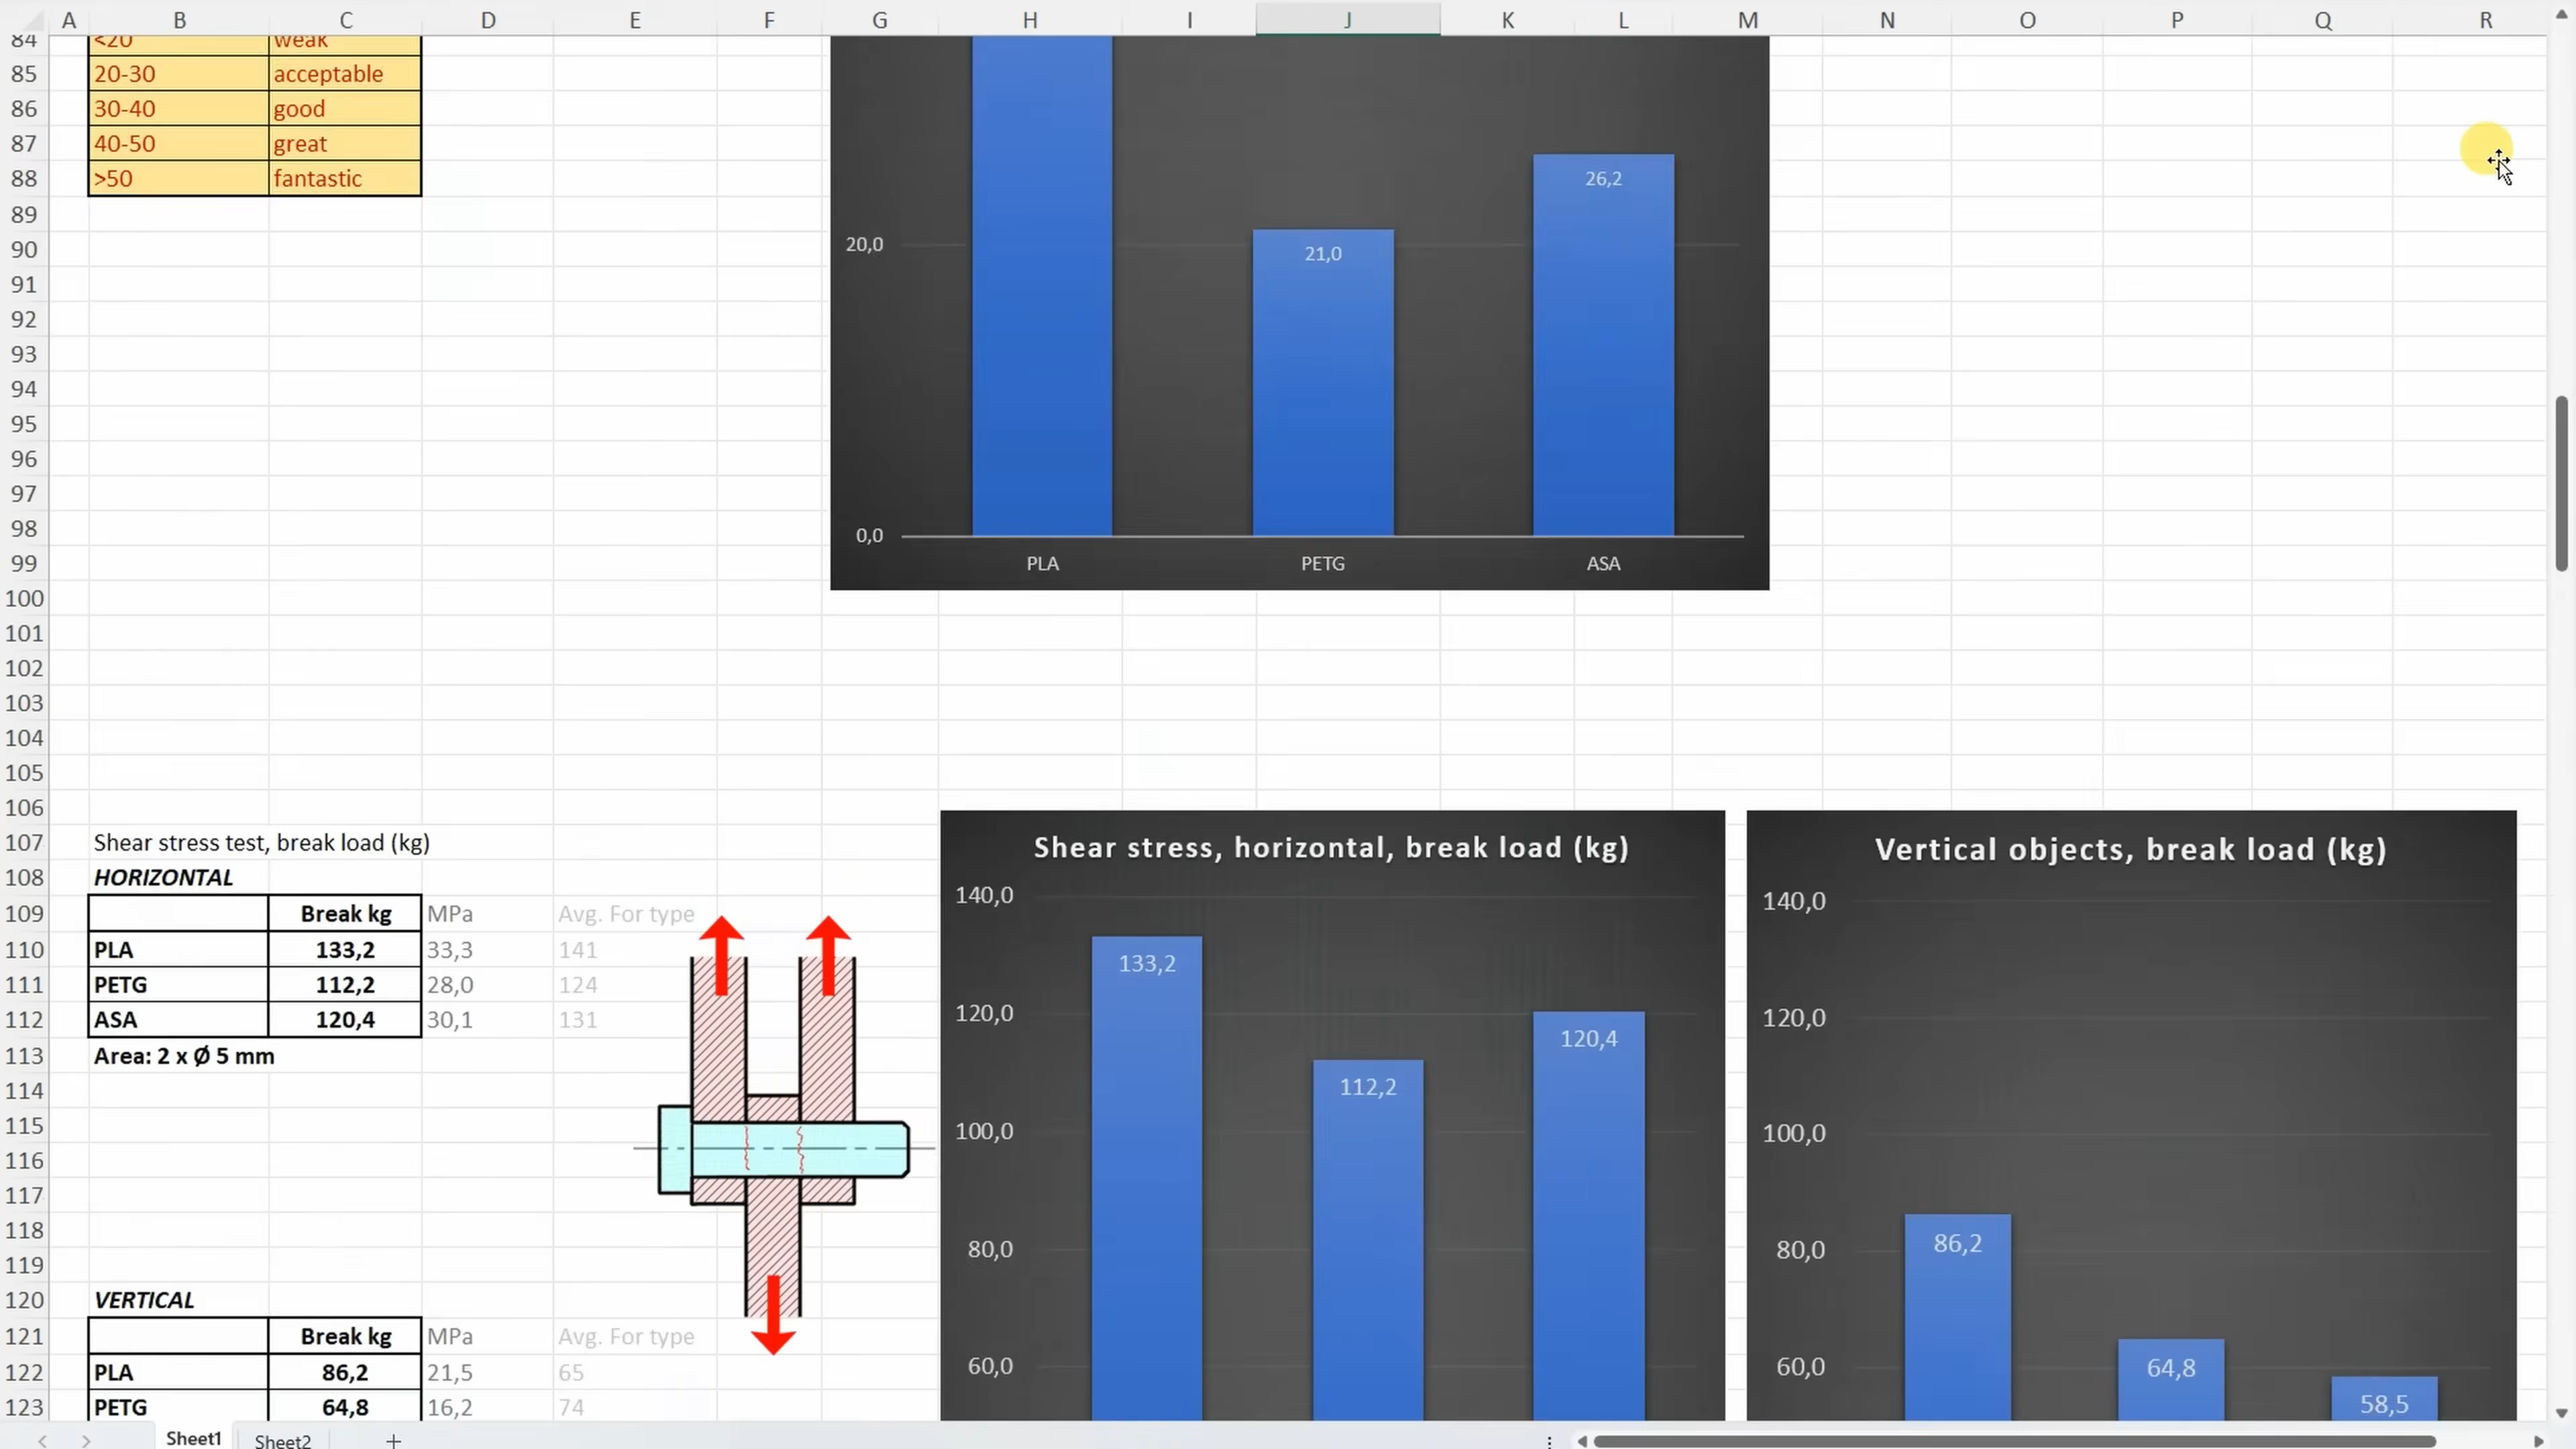 A B C D E F G H I J K L M N O P Q R
84 <20 weak
85 20-30 acceptable
86 30-40 good
87 40-50 great
88 >50 fantastic
89
90
91
92
93
94
95
96
97
98
99
100
101
102
103
104
105
106
26,2
21,0
20,0
0,0
PLA PETG ASA
107 Shear stress test, break load (kg)
108 HORIZONTAL
109 Break kg MPa Avg. For type
110 PLA 133,2 33,3 141
111 PETG 112,2 28,0 124
112 ASA 120,4 30,1 131
113 Area: 2 x Ø 5 mm
114
115
116
117
118
119
120 VERTICAL
121 Break kg MPa Avg. For type
122 PLA 86,2 21,5 65
123 PETG 64,8 16,2 74
Shear stress, horizontal, break load (kg)
140,0
133,2
120,0
120,4
112,2
100,0
80,0
60,0
Vertical objects, break load (kg)
140,0
120,0
100,0
86,2
80,0
64,8
60,0
58,5
Sheet1 Sheet2 +